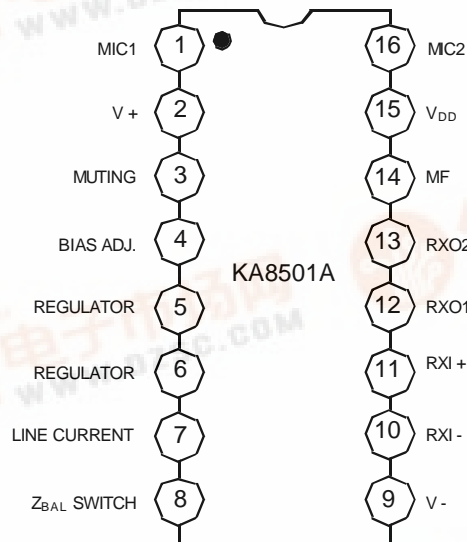 MIC1 1 16 MIC2
V + 2 15 VDD
MUTING 3 14 MF
BIAS ADJ. 4 13 RXO2
KA8501A
REGULATOR 5 12 RXO1
REGULATOR 6 11 RXI +
LINE CURRENT 7 10 RXI -
ZBAL SWITCH 8 9 V -